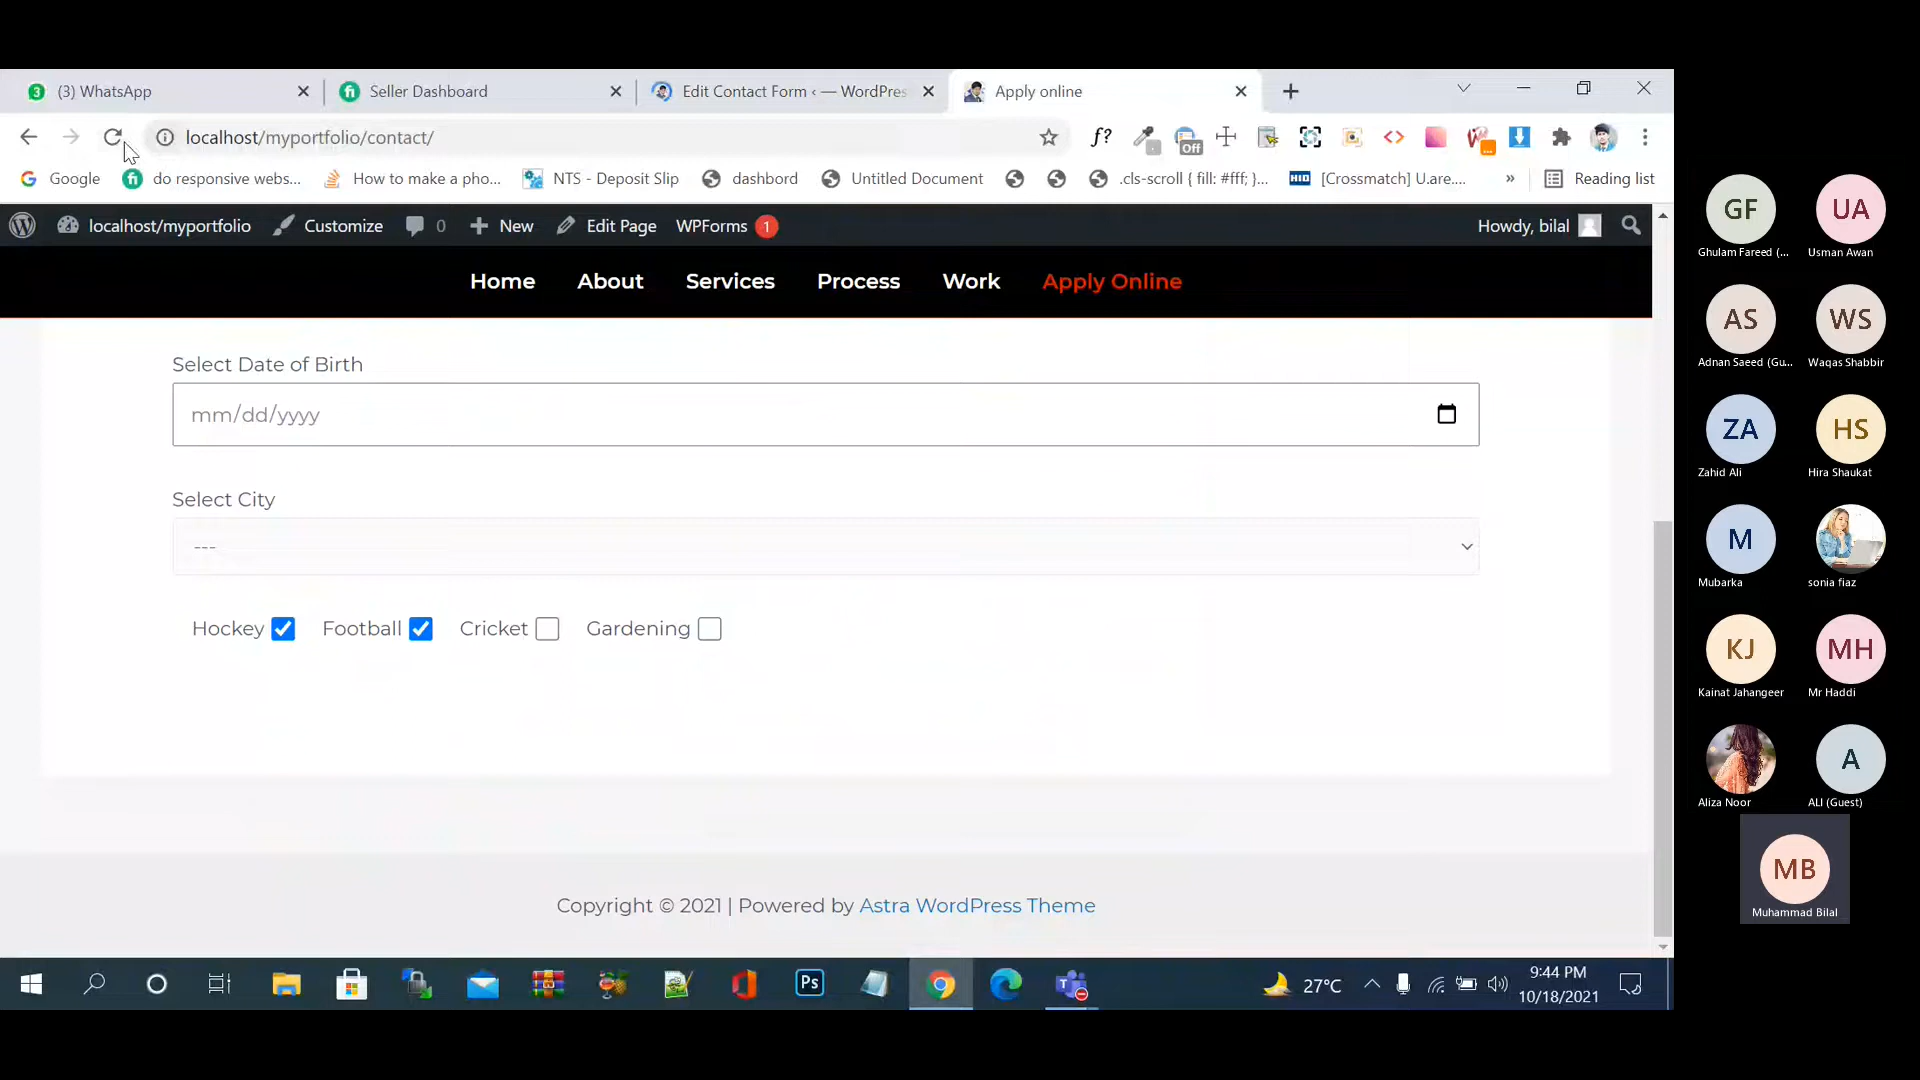 3 (3) WhatsApp
fi Seller Dashboard
Edit Contact Form ‹ — WordPres
Apply online
localhost/myportfolio/contact/
f?
Off
Google
fi do responsive webs...
How to make a pho...
NTS - Deposit Slip
dashbord
Untitled Document
.cls-scroll { fill: #fff; }...
HID [Crossmatch] U.are....
»
Reading list
localhost/myportfolio
Customize
0
New
Edit Page
WPForms 1
Howdy, bilal
Home About Services Process Work Apply Online
Select Date of Birth
mm/dd/yyyy
Select City
---
Hockey Football Cricket Gardening
Copyright © 2021 | Powered by Astra WordPress Theme
Ps
27°C
9:44 PM
10/18/2021
GF UA
Ghulam Fareed (... Usman Awan
AS WS
Adnan Saeed (Gu... Waqas Shabbir
ZA HS
Zahid Ali Hira Shaukat
M
Mubarka sonia fiaz
KJ MH
Kainat Jahangeer Mr Haddi
A
Aliza Noor ALI (Guest)
MB
Muhammad Bilal